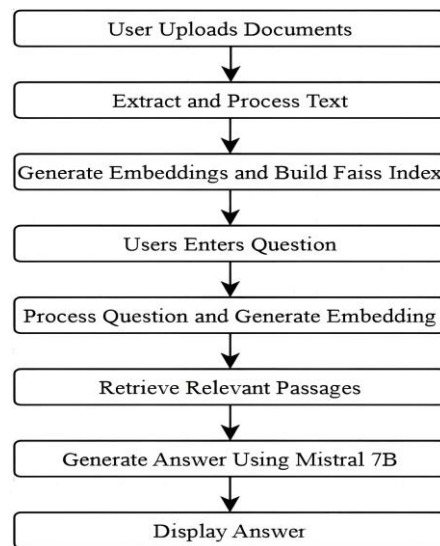 User Uploads Documents
Extract and Process Text
Generate Embeddings and Build Faiss Index
Users Enters Question
Process Question and Generate Embedding
Retrieve Relevant Passages
Generate Answer Using Mistral 7B
Display Answer